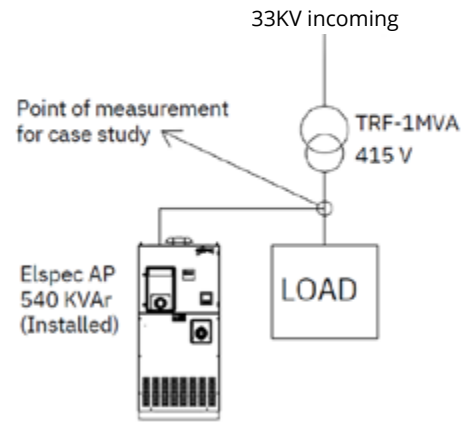 33KV incoming
Point of measurement
for case study
TRF-1MVA
415 V
Elspec AP
540 KVAr
(Installed)
LOAD